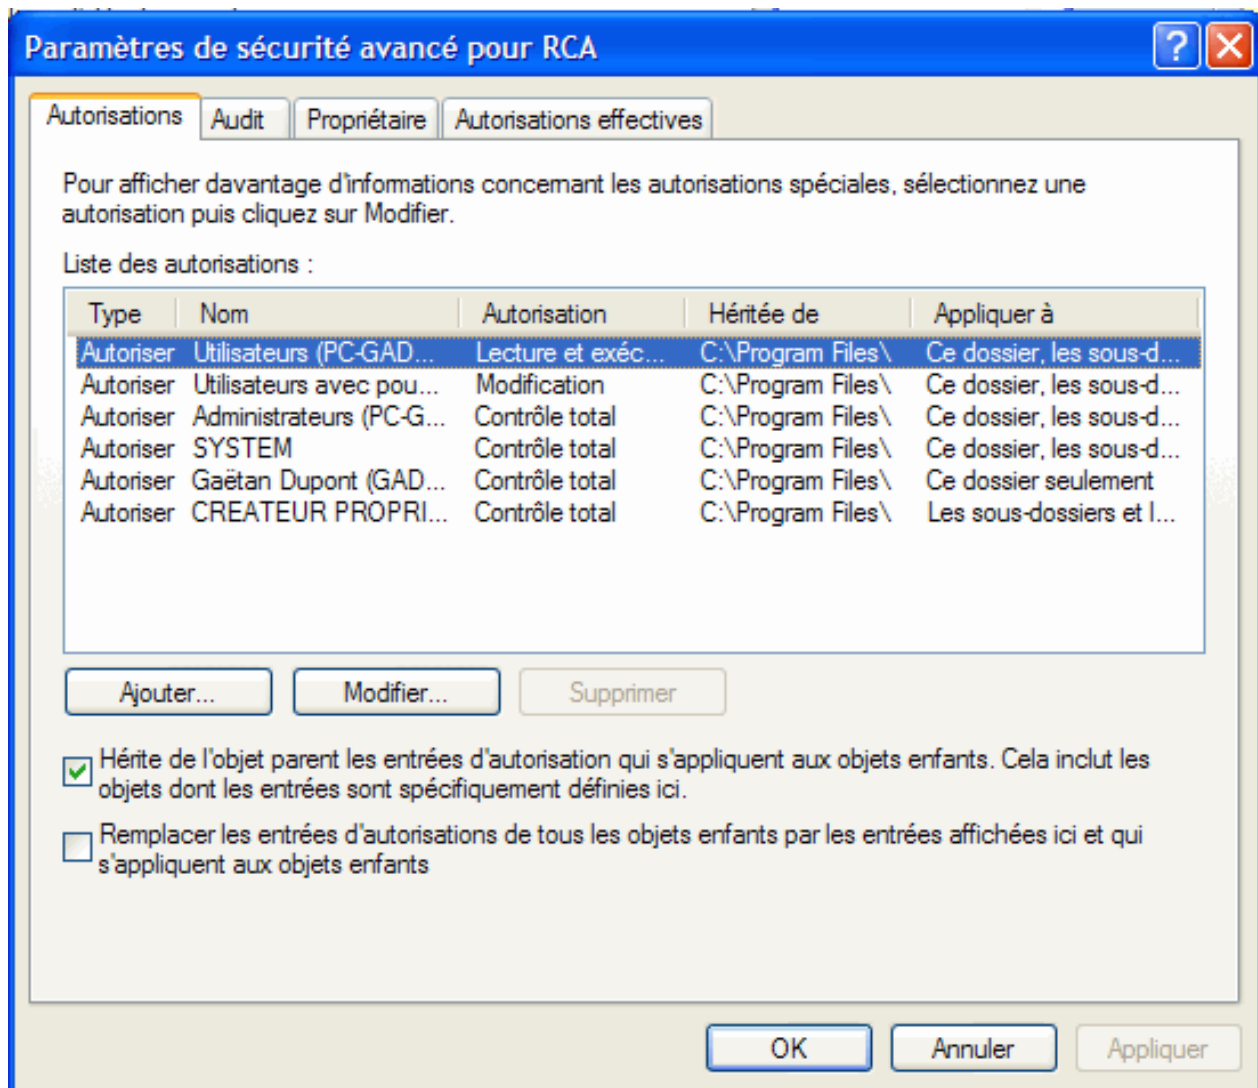 Paramètres de sécurité avancé pour RCA
Autorisations Audit Propriétaire Autorisations effectives
Pour afficher davantage d'informations concernant les autorisations spéciales, sélectionnez une
autorisation puis cliquez sur Modifier.
Liste des autorisations :
Type Nom Autorisation Héritée de Appliquer à
Autoriser Utilisateurs (PC-GAD... Lecture et exéc... C:\Program Files\ Ce dossier, les sous-d...
Autoriser Utilisateurs avec pou... Modification C:\Program Files\ Ce dossier, les sous-d...
Autoriser Administrateurs (PC-G... Contrôle total C:\Program Files\ Ce dossier, les sous-d...
Autoriser SYSTEM Contrôle total C:\Program Files\ Ce dossier, les sous-d...
Autoriser Gaëtan Dupont (GAD... Contrôle total C:\Program Files\ Ce dossier seulement
Autoriser CREATEUR PROPRI... Contrôle total C:\Program Files\ Les sous-dossiers et l...
Ajouter... Modifier... Supprimer
Hérite de l'objet parent les entrées d'autorisation qui s'appliquent aux objets enfants. Cela inclut les
objets dont les entrées sont spécifiquement définies ici.
Remplacer les entrées d'autorisations de tous les objets enfants par les entrées affichées ici et qui
s'appliquent aux objets enfants
OK Annuler Appliquer